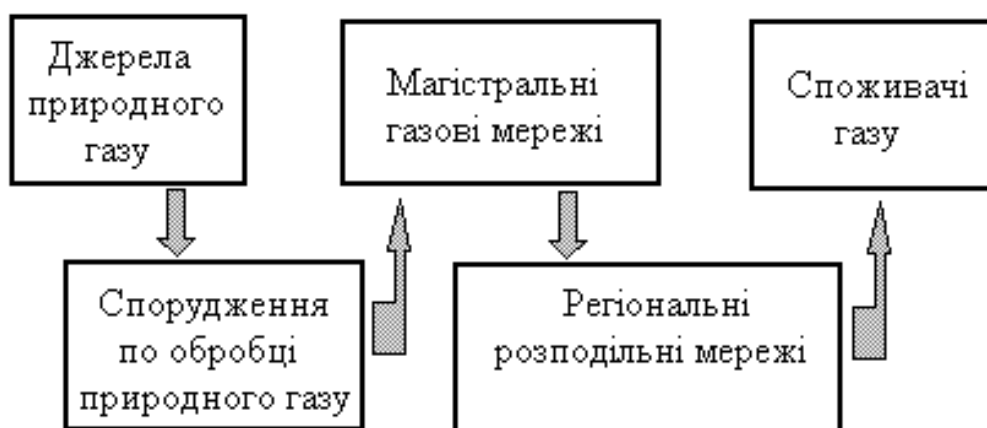 Джерела
природного
газу
Магістральні
газові мережі
Споживачі
газу
Спорудження
по обробці
природного газу
Регіональні
розподільні мережі